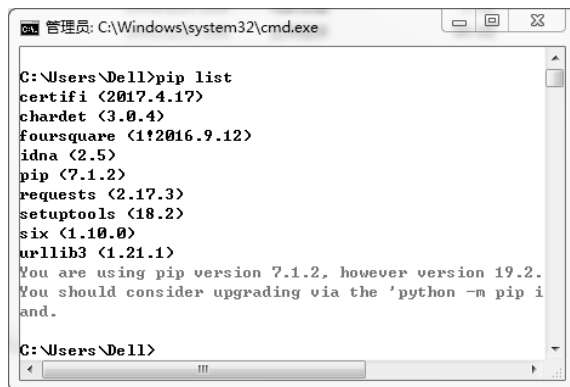 管理员: C:\Windows\system32\cmd.exe
C:\Users\Dell>pip list
certifi (2017.4.17)
chardet (3.0.4)
foursquare (1!2016.9.12)
idna (2.5)
pip (7.1.2)
requests (2.17.3)
setuptools (18.2)
six (1.10.0)
urllib3 (1.21.1)
You are using pip version 7.1.2, however version 19.2.
You should consider upgrading via the 'python -m pip i
and.
C:\Users\Dell>